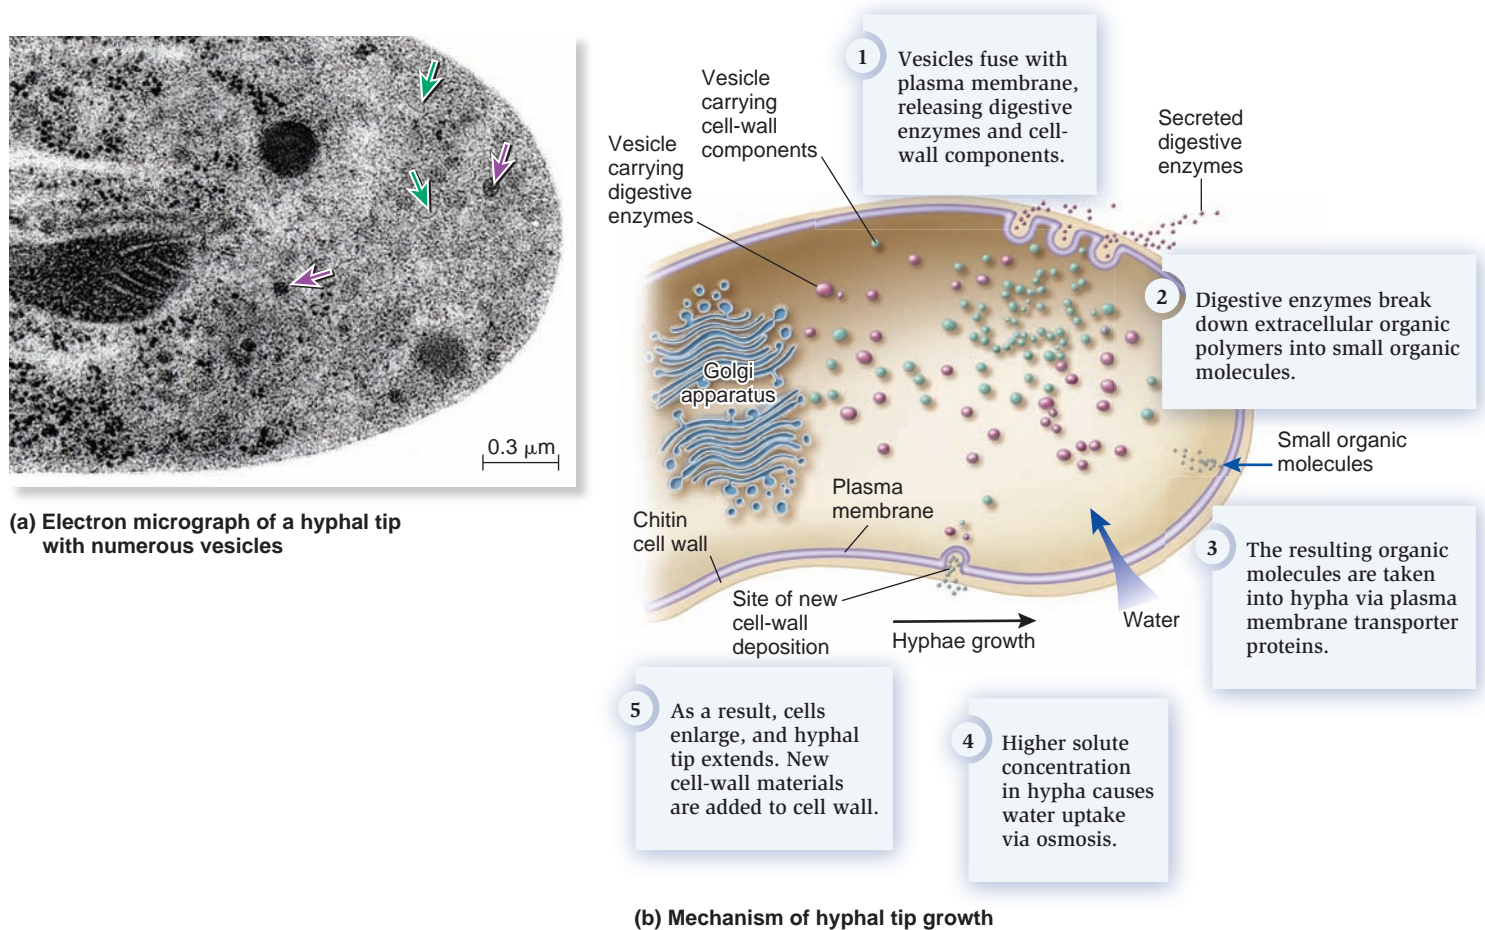 0.3 μm
(a) Electron micrograph of a hyphal tip
with numerous vesicles
Vesicle
carrying
digestive
enzymes
Vesicle
carrying
cell-wall
components
1
Vesicles fuse with
plasma membrane,
releasing digestive
enzymes and cell-
wall components.
Secreted
digestive
enzymes
2
Digestive enzymes break
down extracellular organic
polymers into small organic
molecules.
Golgi
apparatus
Small organic
molecules
Plasma
membrane
Chitin
cell wall
3
The resulting organic
molecules are taken
into hypha via plasma
membrane transporter
proteins.
Site of new
cell-wall
deposition
Hyphae growth
Water
5
As a result, cells
enlarge, and hyphal
tip extends. New
cell-wall materials
are added to cell wall.
4
Higher solute
concentration
in hypha causes
water uptake
via osmosis.
(b) Mechanism of hyphal tip growth